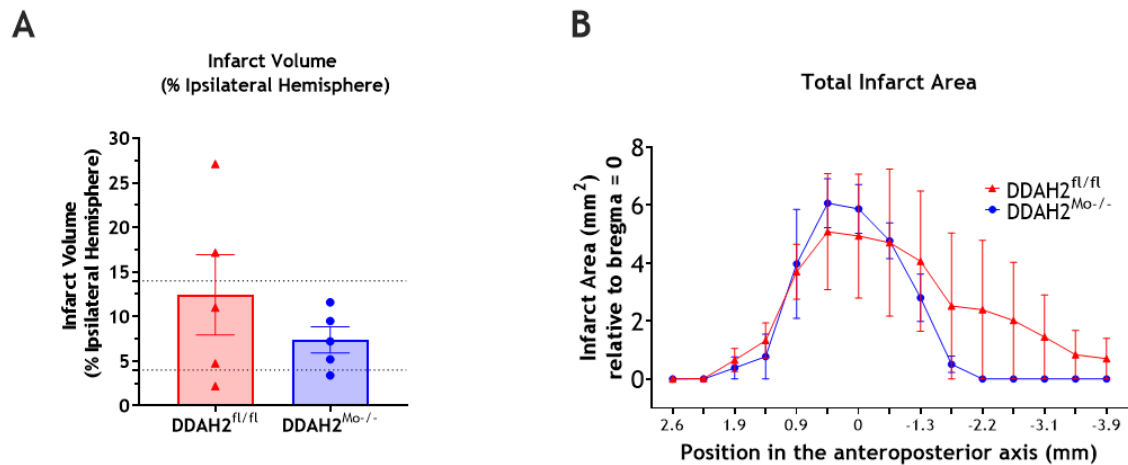 A
Infarct Volume
(% Ipsilateral Hemisphere)
Infarct Volume
(% Ipsilateral Hemisphere)
30
25
20
15
10
5
0
DDAH2fl/fl
DDAH2Mo-/-
B
Total Infarct Area
Infarct Area (mm²)
relative to bregma = 0
8
6
4
2
0
DDAH2fl/fl
DDAH2Mo-/-
2.6 1.9 0.9 0 -1.3 -2.2 -3.1 -3.9
Position in the anteroposterior axis (mm)